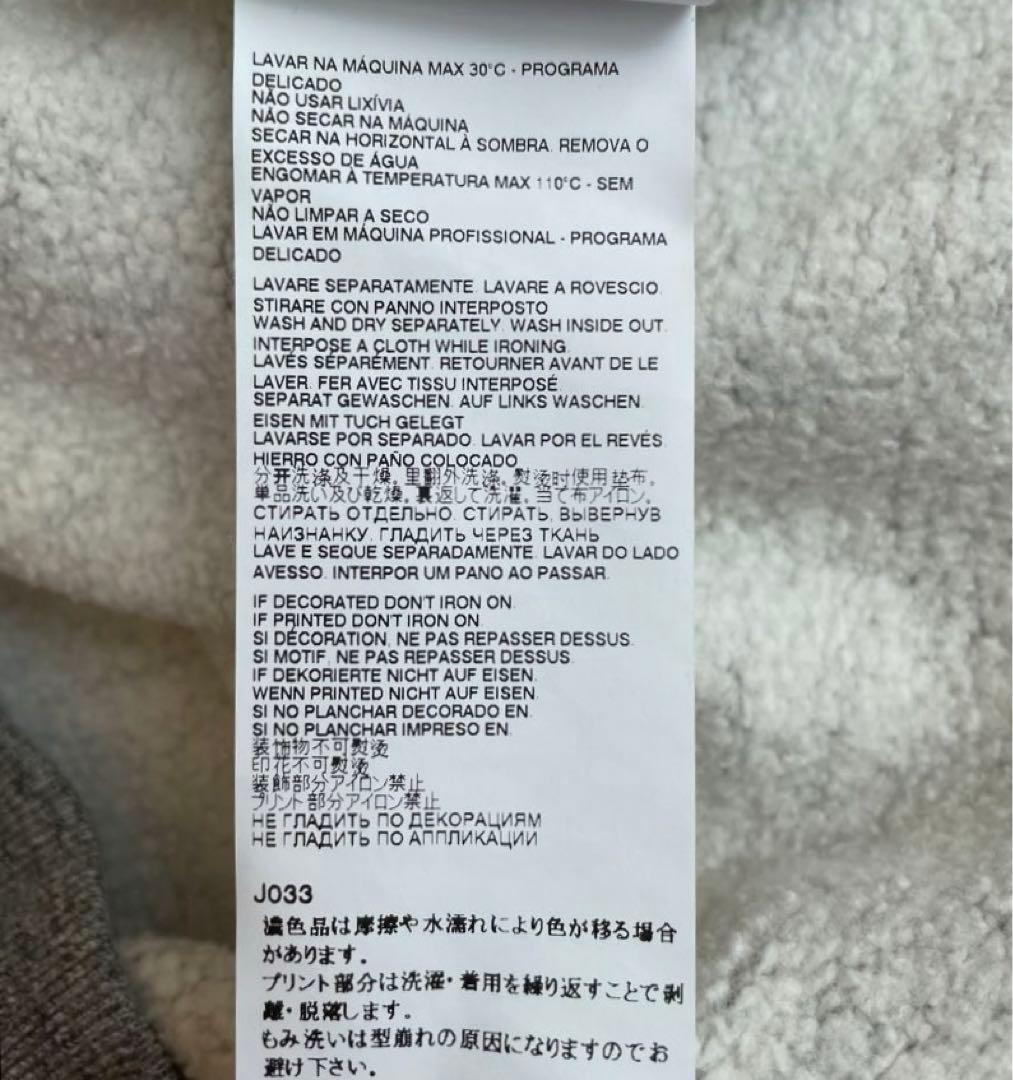 LAVAR NA MÁQUINA MAX 30°C - PROGRAMA
DELICADO
NÃO USAR LIXÍVIA
NÃO SECAR NA MÁQUINA
SECAR NA HORIZONTAL À SOMBRA. REMOVA O
EXCESSO DE ÁGUA
ENGOMAR À TEMPERATURA MAX 110°C - SEM
VAPOR
NÃO LIMPAR A SECO
LAVAR EM MÁQUINA PROFISSIONAL - PROGRAMA
DELICADO
LAVARE SEPARATAMENTE. LAVARE A ROVESCIO.
STIRARE CON PANNO INTERPOSTO
WASH AND DRY SEPARATELY. WASH INSIDE OUT.
INTERPOSE A CLOTH WHILE IRONING.
LAVÉS SÉPARÉMENT. RETOURNER AVANT DE LE
LAVER. FER AVEC TISSU INTERPOSÉ.
SEPARAT GEWASCHEN. AUF LINKS WASCHEN.
EISEN MIT TUCH GELEGT
LAVARSE POR SEPARADO. LAVAR POR EL REVÉS.
HIERRO CON PAÑO COLOCADO
分开洗涤及干燥。里翻外洗涤。熨烫时使用垫布。
単品洗い及び乾燥。裏返して洗濯。当て布アイロン。
СТИРАТЬ ОТДЕЛЬНО. СТИРАТЬ, ВЫВЕРНУВ
НАИЗНАНКУ. ГЛАДИТЬ ЧЕРЕЗ ТКАНЬ
LAVE E SEQUE SEPARADAMENTE. LAVAR DO LADO
AVESSO. INTERPOR UM PANO AO PASSAR.
IF DECORATED DON'T IRON ON.
IF PRINTED DON'T IRON ON.
SI DÉCORATION, NE PAS REPASSER DESSUS.
SI MOTIF, NE PAS REPASSER DESSUS.
IF DEKORIERTE NICHT AUF EISEN.
WENN PRINTED NICHT AUF EISEN.
SI NO PLANCHAR DECORADO EN.
SI NO PLANCHAR IMPRESO EN.
装饰物不可熨烫
印花不可熨烫
装飾部分アイロン禁止
プリント部分アイロン禁止
НЕ ГЛАДИТЬ ПО ДЕКОРАЦИЯМ
НЕ ГЛАДИТЬ ПО АППЛИКАЦИИ
J033
濃色品は摩擦や水濡れにより色が移る場合
があります。
プリント部分は洗濯・着用を繰り返すことで剥
離・脱落します。
もみ洗いは型崩れの原因になりますのでお
避け下さい。